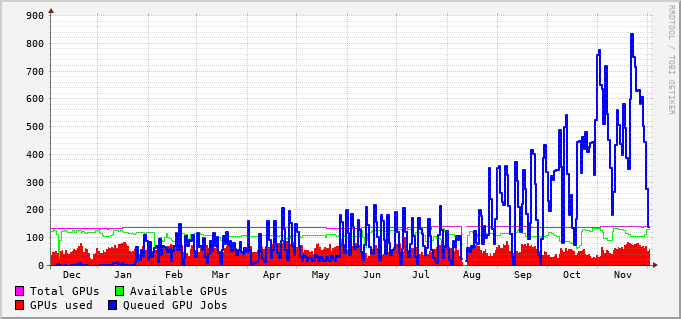 900
800
700
600
500
400
300
200
100
0
Dec Jan Feb Mar Apr May Jun Jul Aug Sep Oct Nov
Total GPUs Available GPUs
GPUs used Queued GPU Jobs
RRDTOOL / TOBI OETIKER